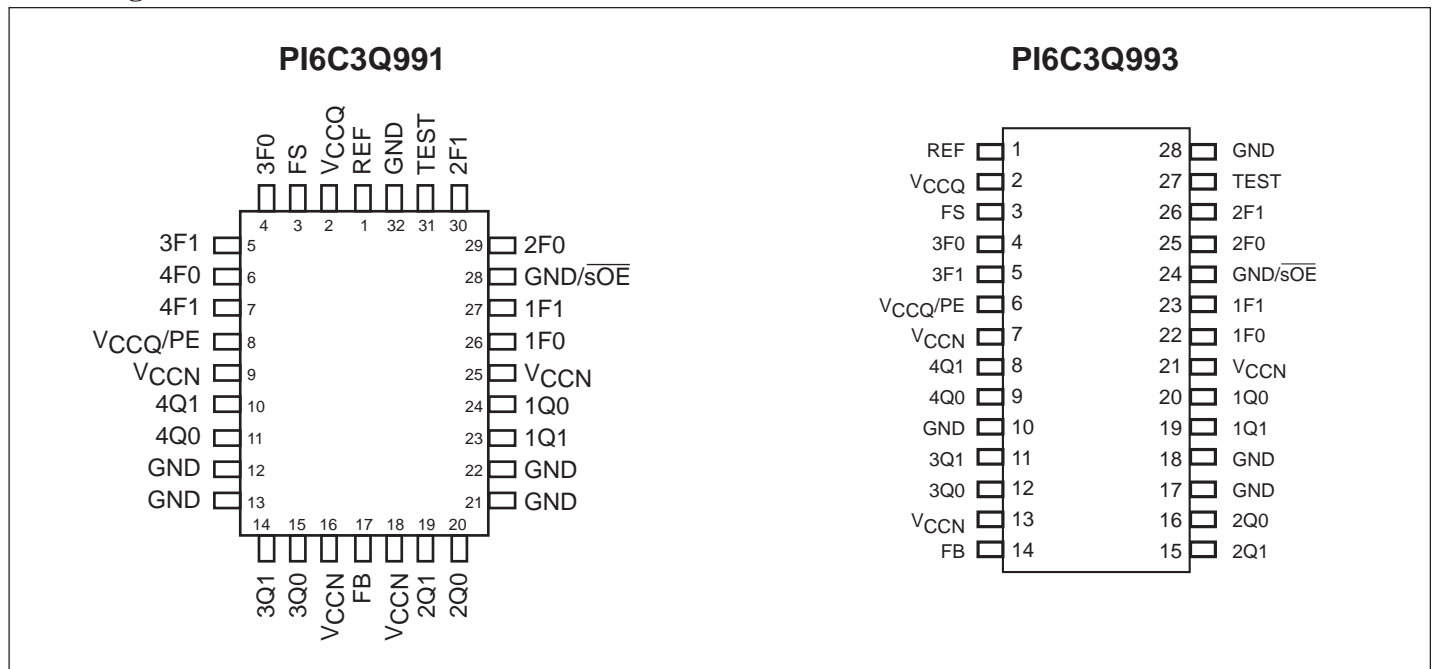 PI6C3Q991
3F0
FS
VCCQ
REF
GND
TEST
2F1
4
3
2
1
32
31
30
3F1 5
4F0 6
4F1 7
VCCQ/PE 8
VCCN 9
4Q1 10
4Q0 11
GND 12
GND 13
29 2F0
28 GND/sOE
27 1F1
26 1F0
25 VCCN
24 1Q0
23 1Q1
22 GND
21 GND
14
15
16
17
18
19
20
3Q1
3Q0
VCCN
FB
VCCN
2Q1
2Q0
PI6C3Q993
REF 1
VCCQ 2
FS 3
3F0 4
3F1 5
VCCQ/PE 6
VCCN 7
4Q1 8
4Q0 9
GND 10
3Q1 11
3Q0 12
VCCN 13
FB 14
28 GND
27 TEST
26 2F1
25 2F0
24 GND/sOE
23 1F1
22 1F0
21 VCCN
20 1Q0
19 1Q1
18 GND
17 GND
16 2Q0
15 2Q1